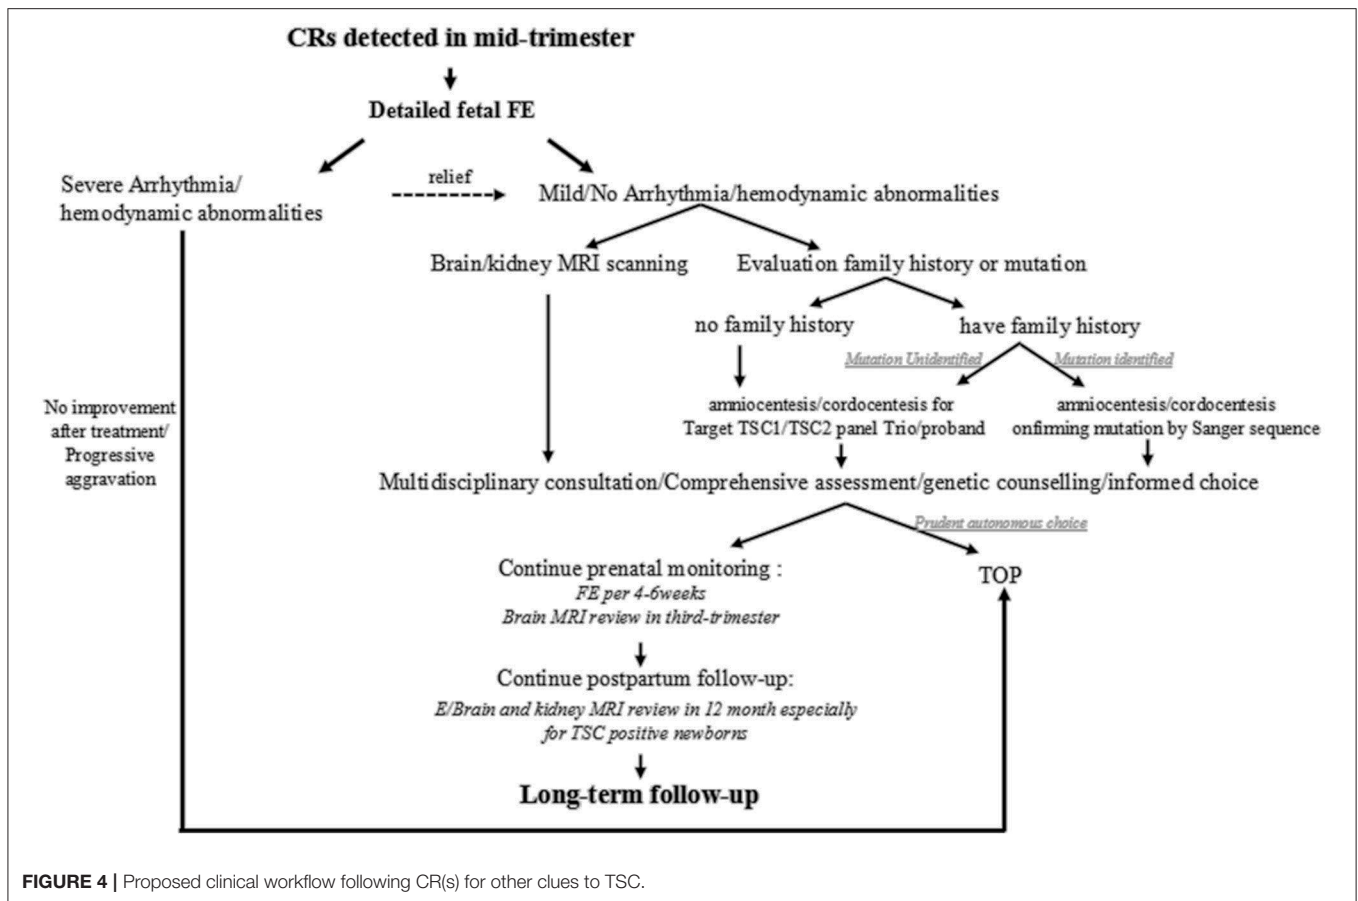 CRs detected in mid-trimester
Detailed fetal FE
Severe Arrhythmia/
hemodynamic abnormalities
relief
Mild/No Arrhythmia/hemodynamic abnormalities
Brain/kidney MRI scanning
Evaluation family history or mutation
no family history
have family history
Mutation Unidentified
Mutation identified
amniocentesis/cordocentesis for
Target TSC1/TSC2 panel Trio/proband
amniocentesis/cordocentesis
onfirming mutation by Sanger sequence
No improvement
after treatment/
Progressive
aggravation
Multidisciplinary consultation/Comprehensive assessment/genetic counselling/informed choice
Prudent autonomous choice
Continue prenatal monitoring :
FE per 4-6weeks
Brain MRI review in third-trimester
TOP
Continue postpartum follow-up:
E/Brain and kidney MRI review in 12 month especially
for TSC positive newborns
Long-term follow-up
FIGURE 4 | Proposed clinical workflow following CR(s) for other clues to TSC.